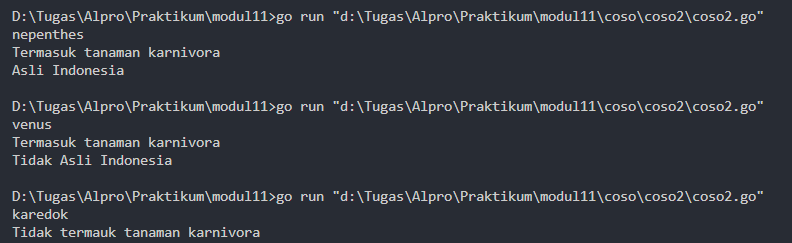 D:\Tugas\Alpro\Praktikum\modul11>go run "d:\Tugas\Alpro\Praktikum\modul11\coso\coso2\coso2.go"
nepenthes
Termasuk tanaman karnivora
Asli Indonesia
D:\Tugas\Alpro\Praktikum\modul11>go run "d:\Tugas\Alpro\Praktikum\modul11\coso\coso2\coso2.go"
venus
Termasuk tanaman karnivora
Tidak Asli Indonesia
D:\Tugas\Alpro\Praktikum\modul11>go run "d:\Tugas\Alpro\Praktikum\modul11\coso\coso2\coso2.go"
karedok
Tidak termauk tanaman karnivora